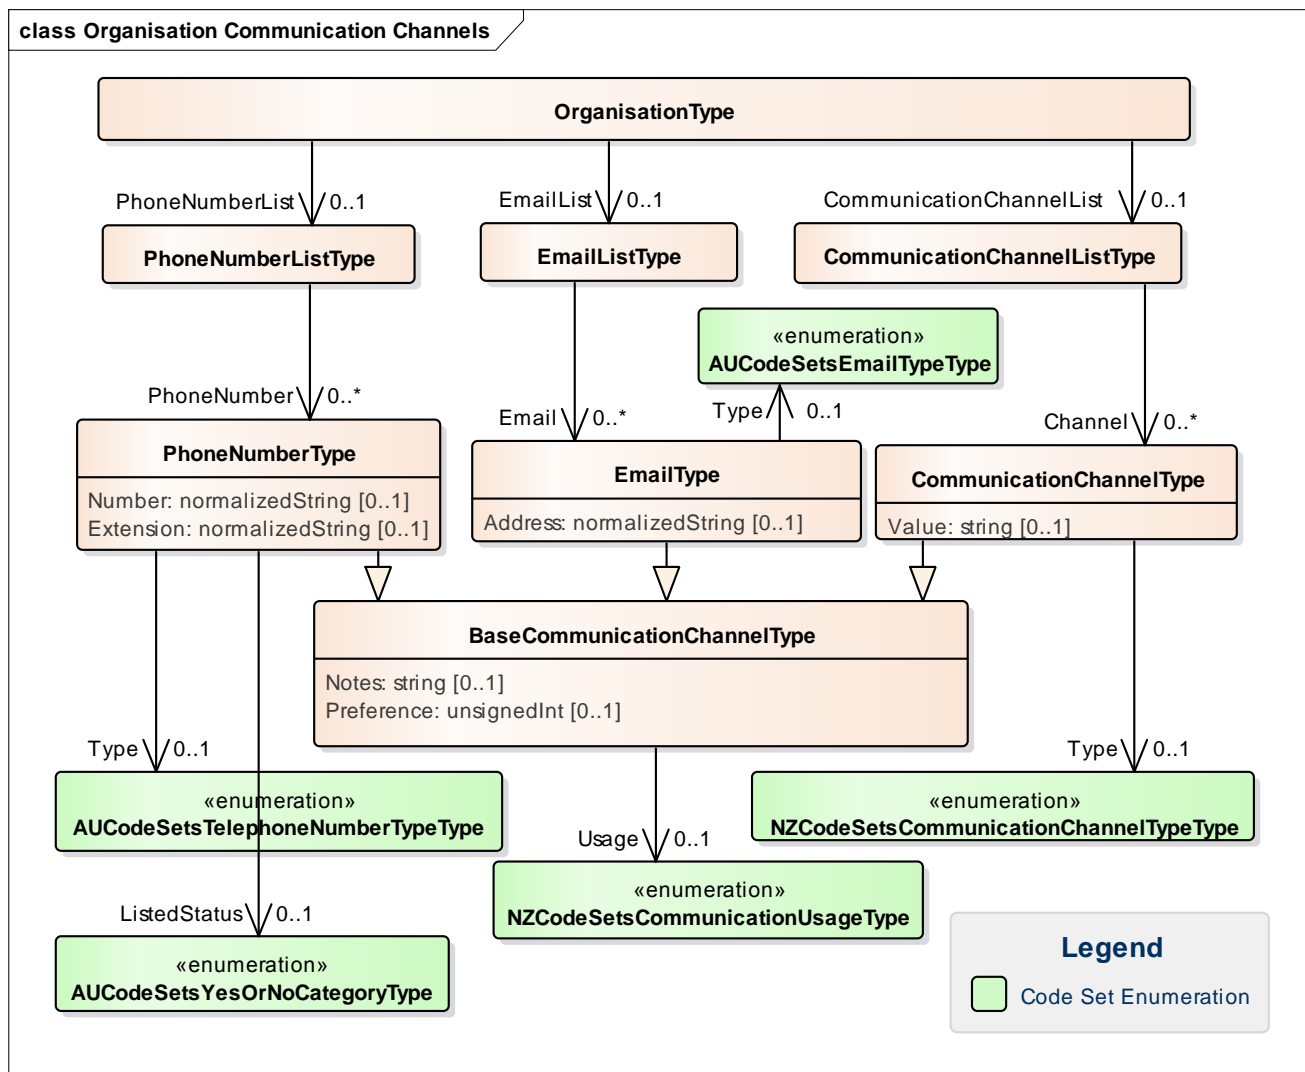 class Organisation Communication Channels
OrganisationType
PhoneNumberList 0..1
EmailList 0..1
CommunicationChannelList 0..1
PhoneNumberListType
EmailListType
CommunicationChannelListType
«enumeration»
AUCodeSetsEmailTypeType
PhoneNumber 0..*
Email 0..*
Type 0..1
Channel 0..*
PhoneNumberType
Number: normalizedString [0..1]
Extension: normalizedString [0..1]
EmailType
Address: normalizedString [0..1]
CommunicationChannelType
Value: string [0..1]
BaseCommunicationChannelType
Notes: string [0..1]
Preference: unsignedInt [0..1]
Type 0..1
Type 0..1
«enumeration»
AUCodeSetsTelephoneNumberTypeType
«enumeration»
NZCodeSetsCommunicationChannelTypeType
Usage 0..1
«enumeration»
NZCodeSetsCommunicationUsageType
ListedStatus 0..1
«enumeration»
AUCodeSetsYesOrNoCategoryType
Legend
Code Set Enumeration